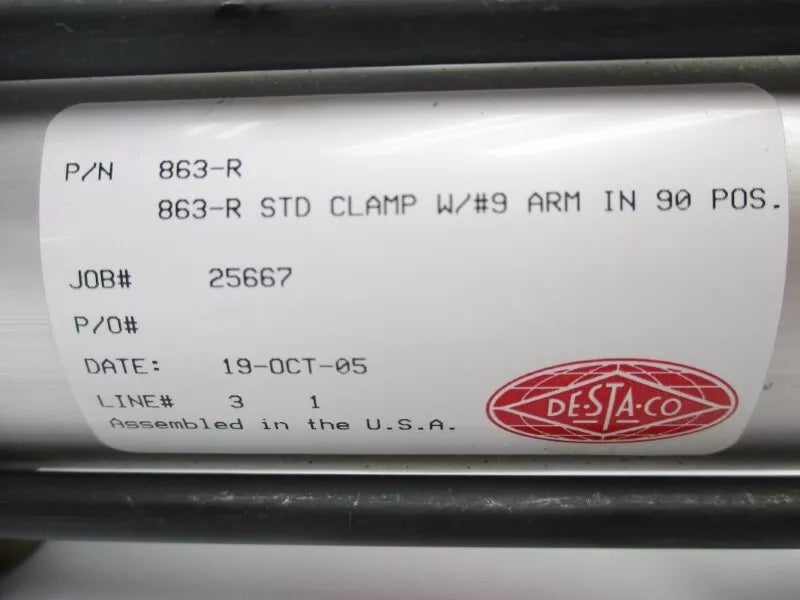 P/N 863-R
863-R STD CLAMP W/#9 ARM IN 90 POS.
JOB# 25667
P/O#
DATE: 19-OCT-05
LINE# 3 1
Assembled in the U.S.A.
DE-STA-CO